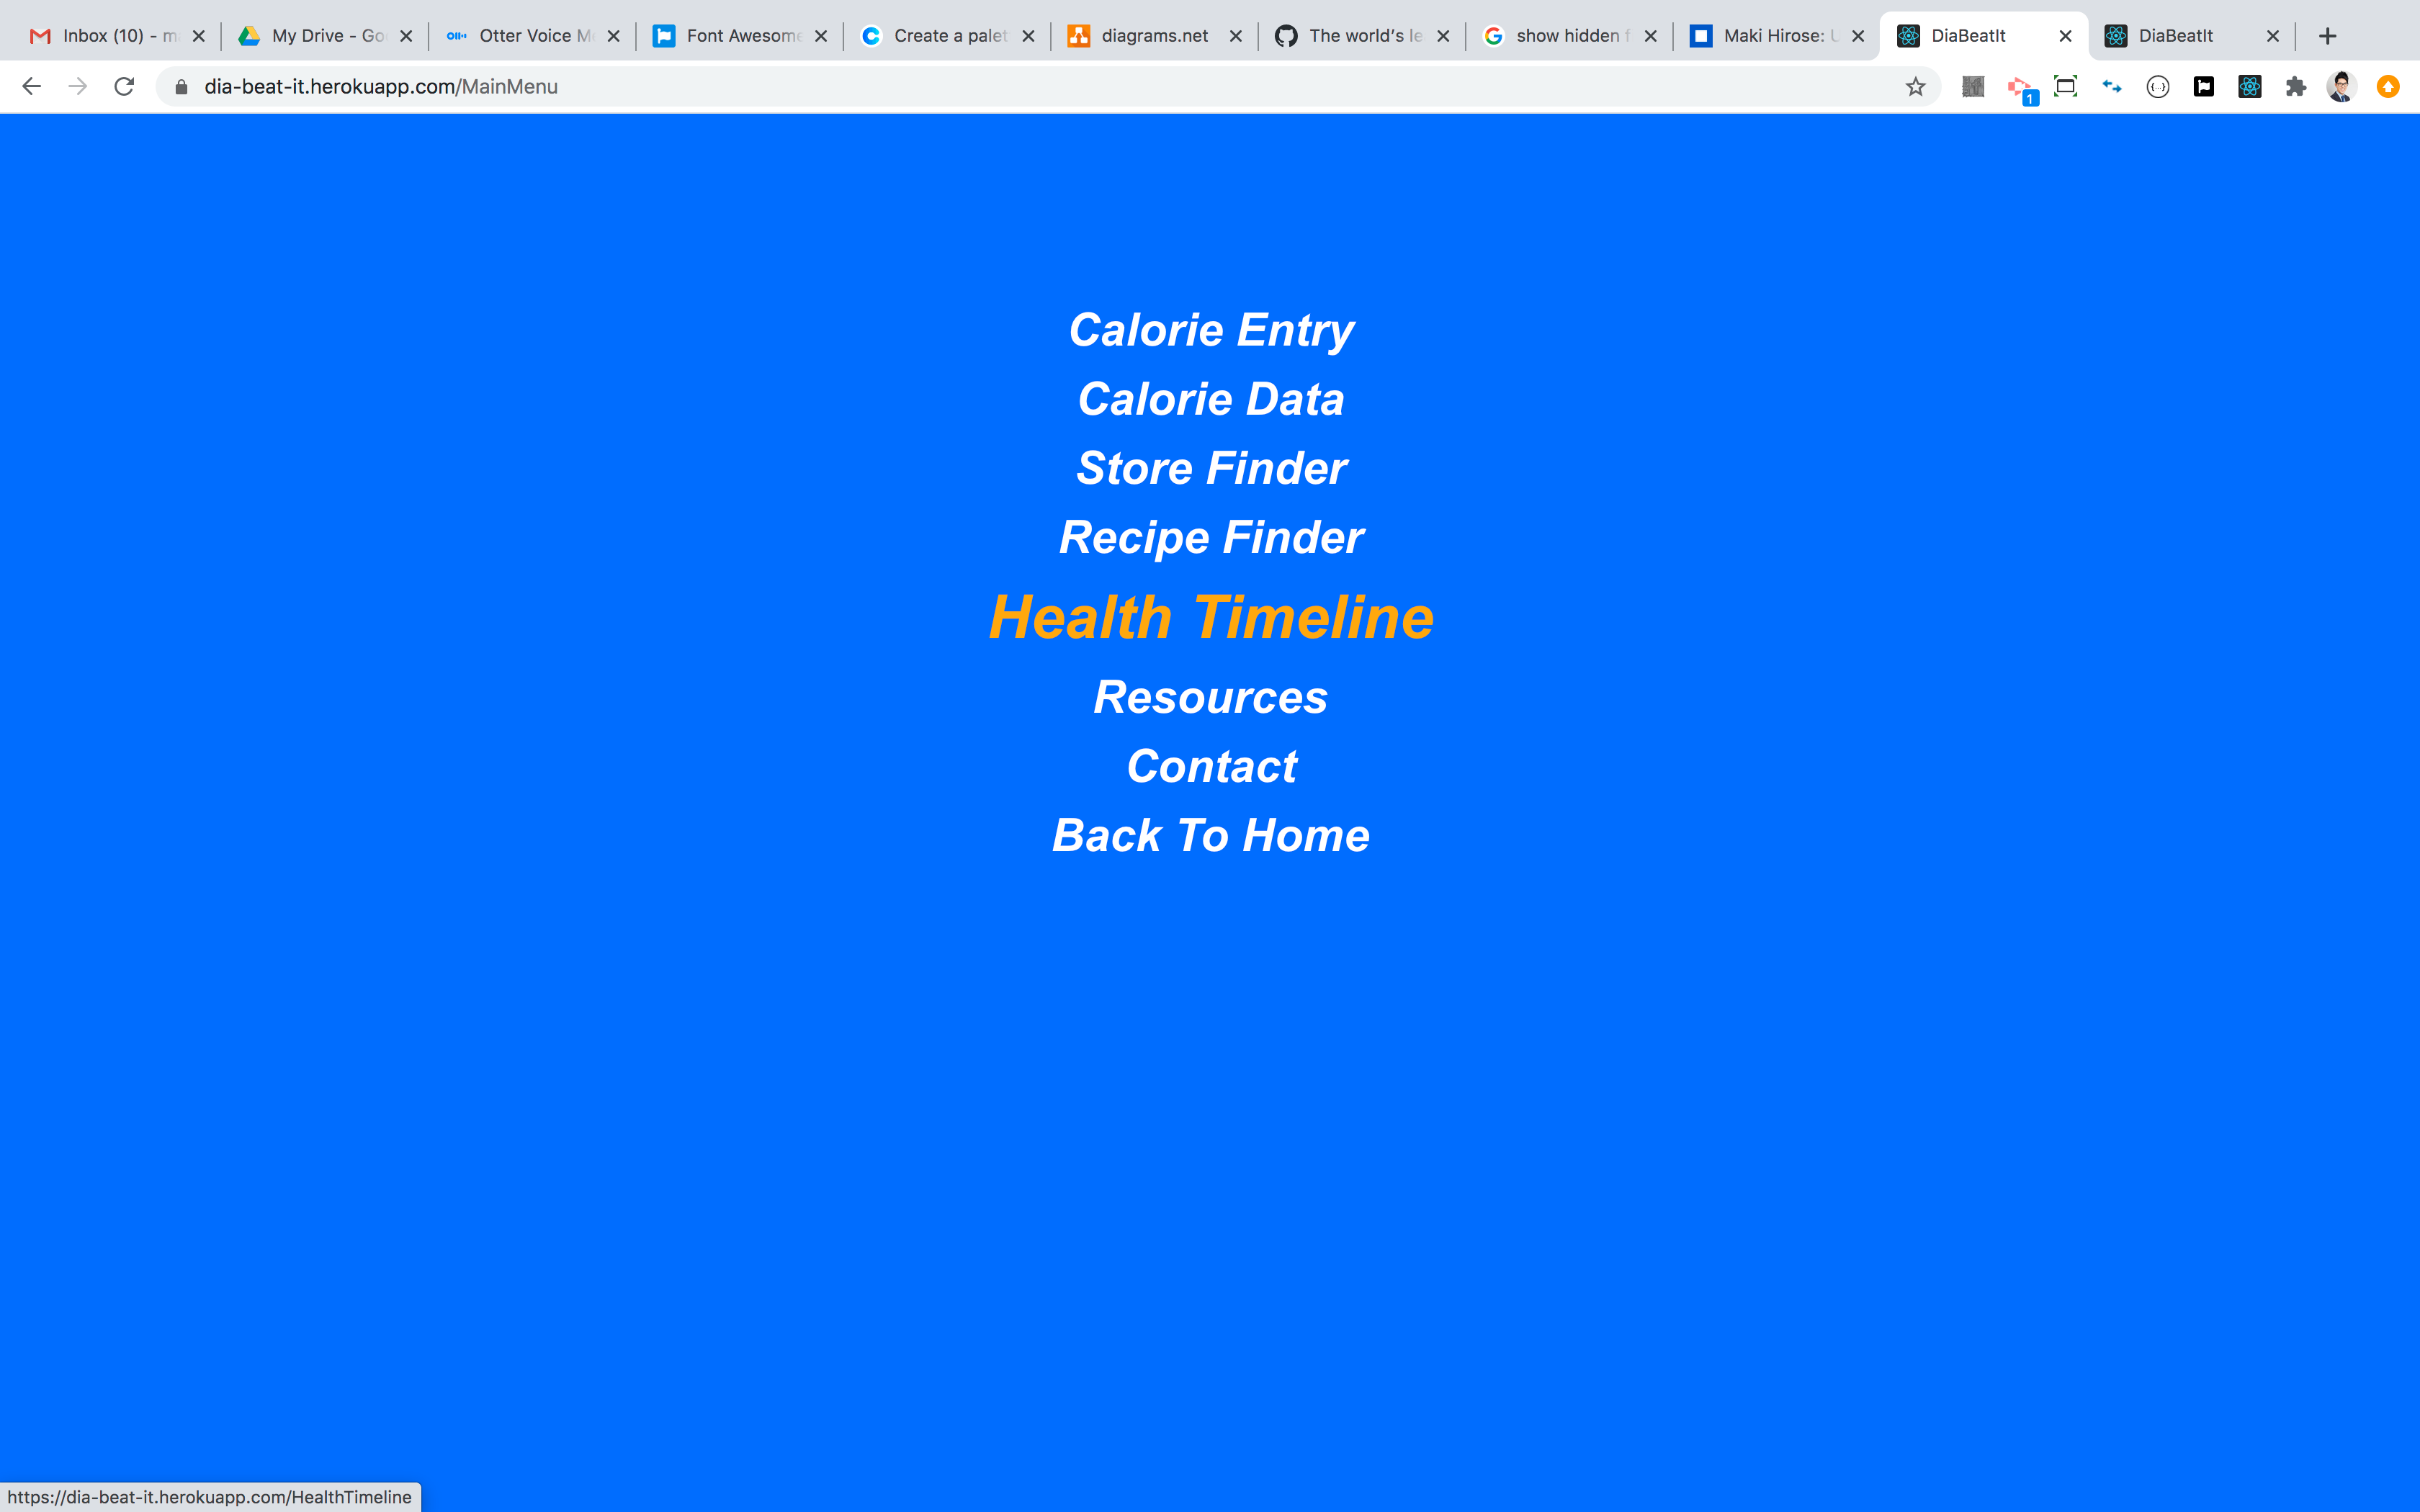 Inbox (10) - m
My Drive - Go
Otter Voice M
Font Awesome
Create a palet
diagrams.net
The world's le
show hidden f
Maki Hirose: U
DiaBeatIt
DiaBeatIt
dia-beat-it.herokuapp.com/MainMenu
1
Calorie Entry
Calorie Data
Store Finder
Recipe Finder
Health Timeline
Resources
Contact
Back To Home
https://dia-beat-it.herokuapp.com/HealthTimeline